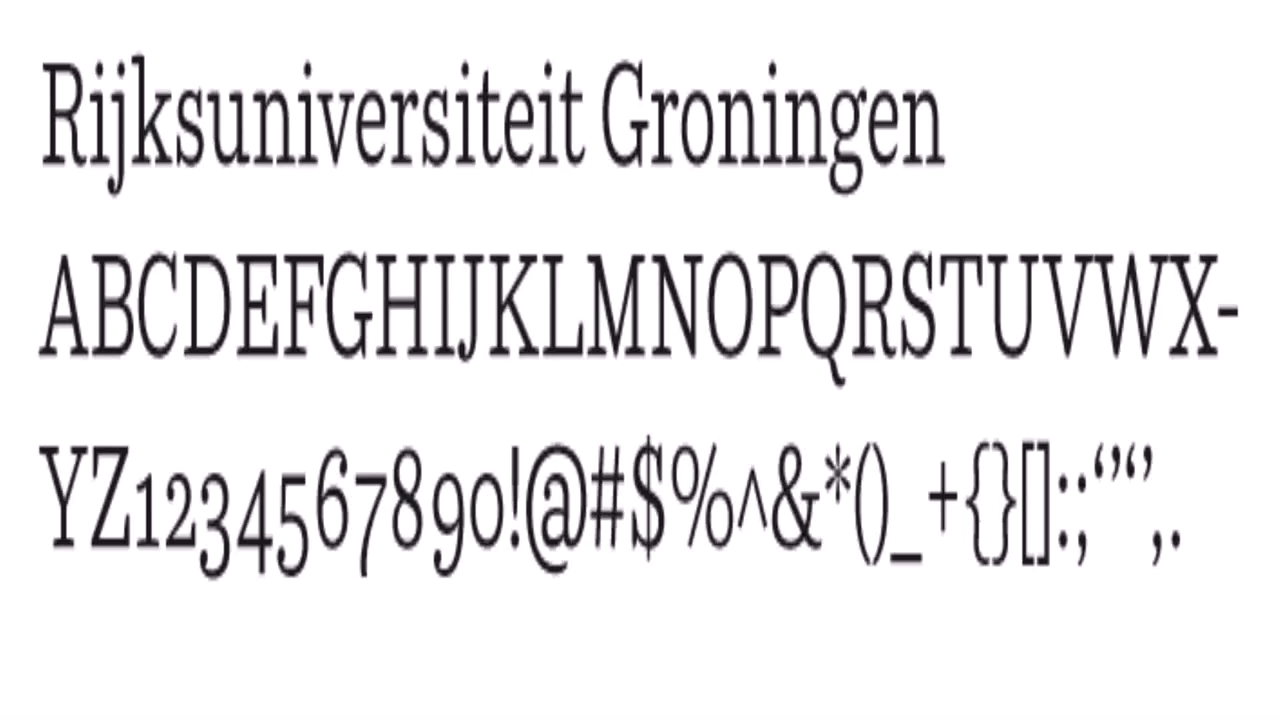 Rijksuniversiteit Groningen
ABCDEFGHIJKLMNOPQRSTUVWX-
YZ1234567890!@#$%^&*()_+{}[]:;‘’“’,.